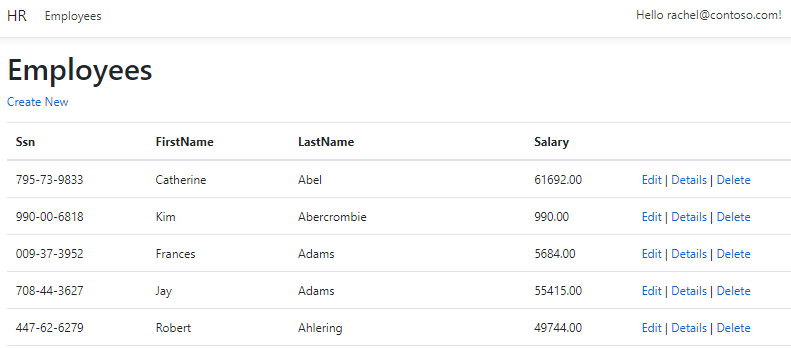 HR Employees Hello rachel@contoso.com!
Employees
Create New
Ssn FirstName LastName Salary
795-73-9833 Catherine Abel 61692.00 Edit | Details | Delete
990-00-6818 Kim Abercrombie 990.00 Edit | Details | Delete
009-37-3952 Frances Adams 5684.00 Edit | Details | Delete
708-44-3627 Jay Adams 55415.00 Edit | Details | Delete
447-62-6279 Robert Ahlering 49744.00 Edit | Details | Delete